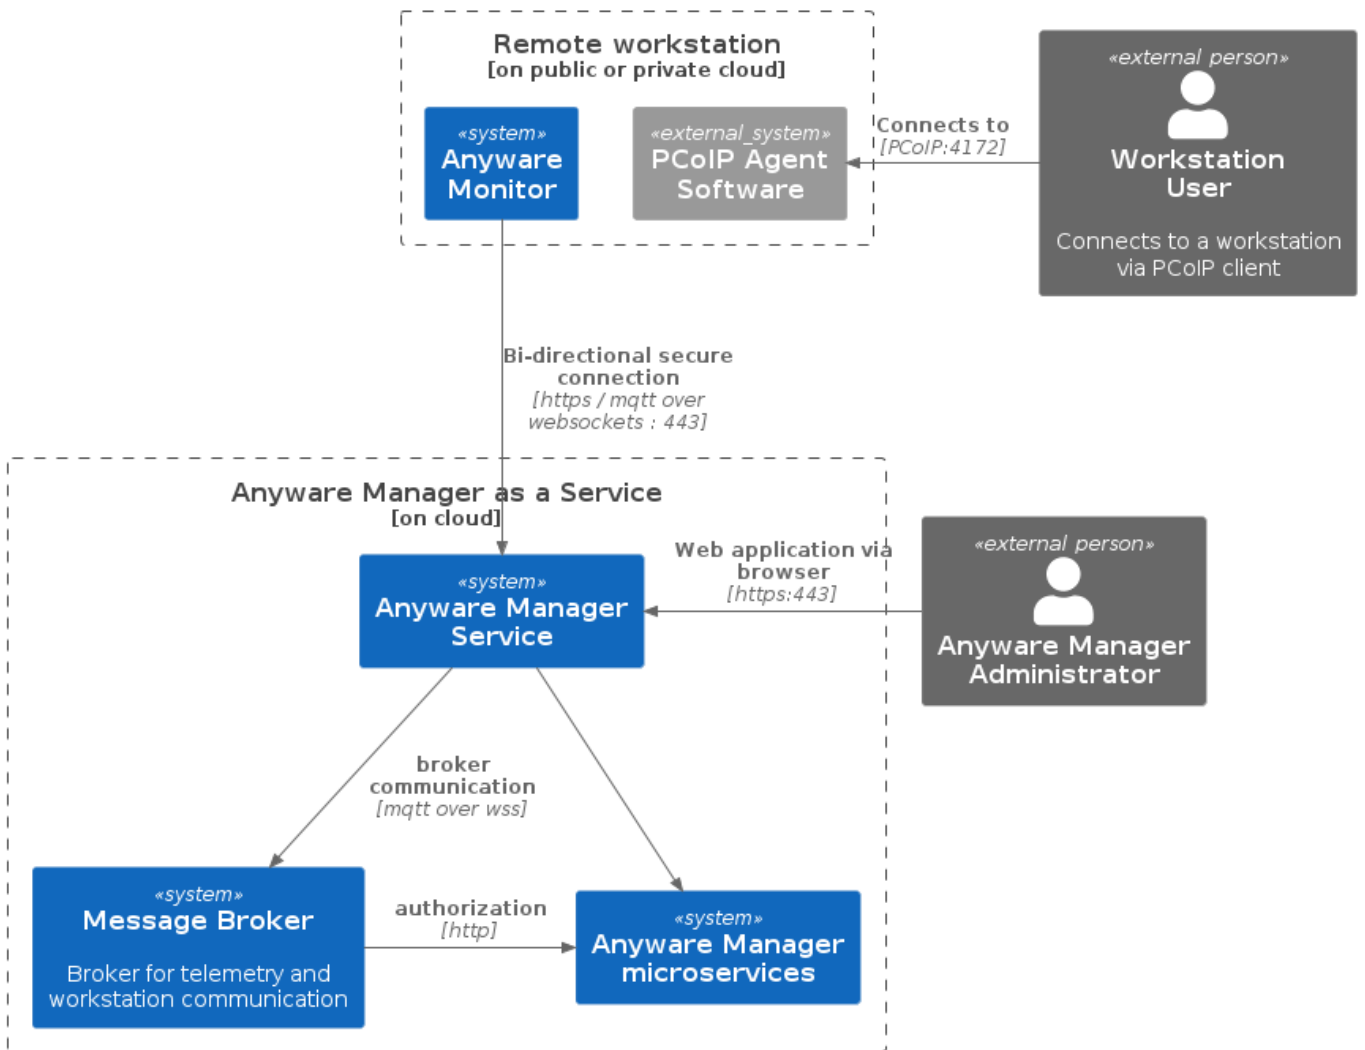 Remote workstation
[on public or private cloud]
«system»
Anyware
Monitor
«external_system»
PCoIP Agent
Software
Connects to
[PCoIP:4172]
«external person»
Workstation
User
Connects to a workstation
via PCoIP client
Bi-directional secure
connection
[https / mqtt over
websockets : 443]
Anyware Manager as a Service
[on cloud]
«system»
Anyware Manager
Service
Web application via
browser
[https:443]
«external person»
Anyware Manager
Administrator
broker
communication
[mqtt over wss]
«system»
Message Broker
Broker for telemetry and
workstation communication
authorization
[http]
«system»
Anyware Manager
microservices